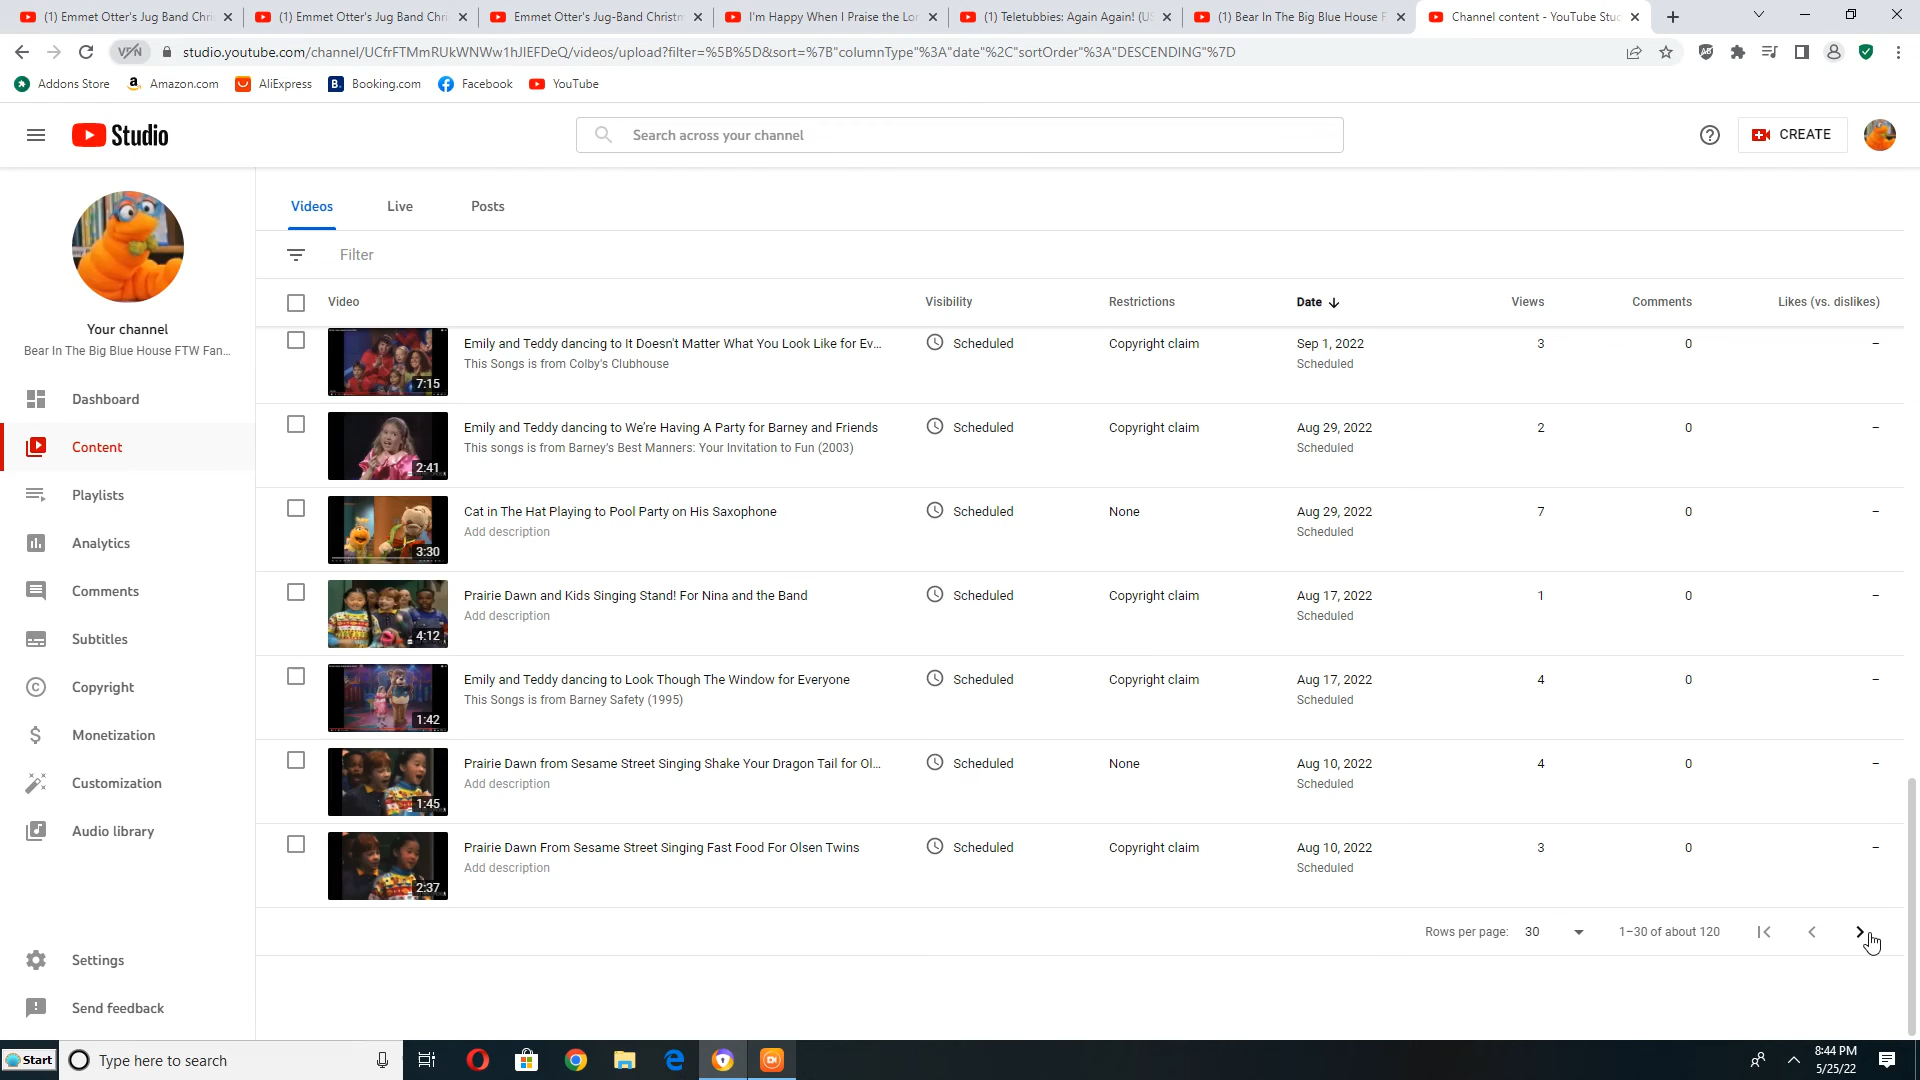 (1) Emmet Otter's Jug Band Chri
(1) Emmet Otter's Jug Band Chri
Emmet Otter's Jug-Band Christm
I'm Happy When I Praise the Lor
(1) Teletubbies: Again Again! (US
(1) Bear In The Big Blue House F
Channel content - YouTube Stud
VPN
studio.youtube.com/channel/UCfrFTMmRUkWNWw1hJIEFDeQ/videos/upload?filter=%5B%5D&sort=%7B"columnType"%3A"date"%2C"sortOrder"%3A"DESCENDING"%7D
Addons Store
Amazon.com
AliExpress
Booking.com
Facebook
YouTube
Studio
Search across your channel
CREATE
Your channel
Bear In The Big Blue House FTW Fan...
Dashboard
Content
Playlists
Analytics
Comments
Subtitles
Copyright
Monetization
Customization
Audio library
Settings
Send feedback
Videos Live Posts
Filter
Video Visibility Restrictions Date Views Comments Likes (vs. dislikes)
Emily and Teddy dancing to It Doesn't Matter What You Look Like for Ev... Scheduled Copyright claim Sep 1, 2022 3 0 –
This Songs is from Colby's Clubhouse Scheduled
7:15
Emily and Teddy dancing to We're Having A Party for Barney and Friends Scheduled Copyright claim Aug 29, 2022 2 0 –
This songs is from Barney's Best Manners: Your Invitation to Fun (2003) Scheduled
2:41
Cat in The Hat Playing to Pool Party on His Saxophone Scheduled None Aug 29, 2022 7 0 –
Add description Scheduled
3:30
Prairie Dawn and Kids Singing Stand! For Nina and the Band Scheduled Copyright claim Aug 17, 2022 1 0 –
Add description Scheduled
4:12
Emily and Teddy dancing to Look Though The Window for Everyone Scheduled Copyright claim Aug 17, 2022 4 0 –
This Songs is from Barney Safety (1995) Scheduled
1:42
Prairie Dawn from Sesame Street Singing Shake Your Dragon Tail for Ol... Scheduled None Aug 10, 2022 4 0 –
Add description Scheduled
1:45
Prairie Dawn From Sesame Street Singing Fast Food For Olsen Twins Scheduled Copyright claim Aug 10, 2022 3 0 –
Add description Scheduled
2:37
Rows per page: 30 1–30 of about 120
Start
Type here to search
8:44 PM
5/25/22